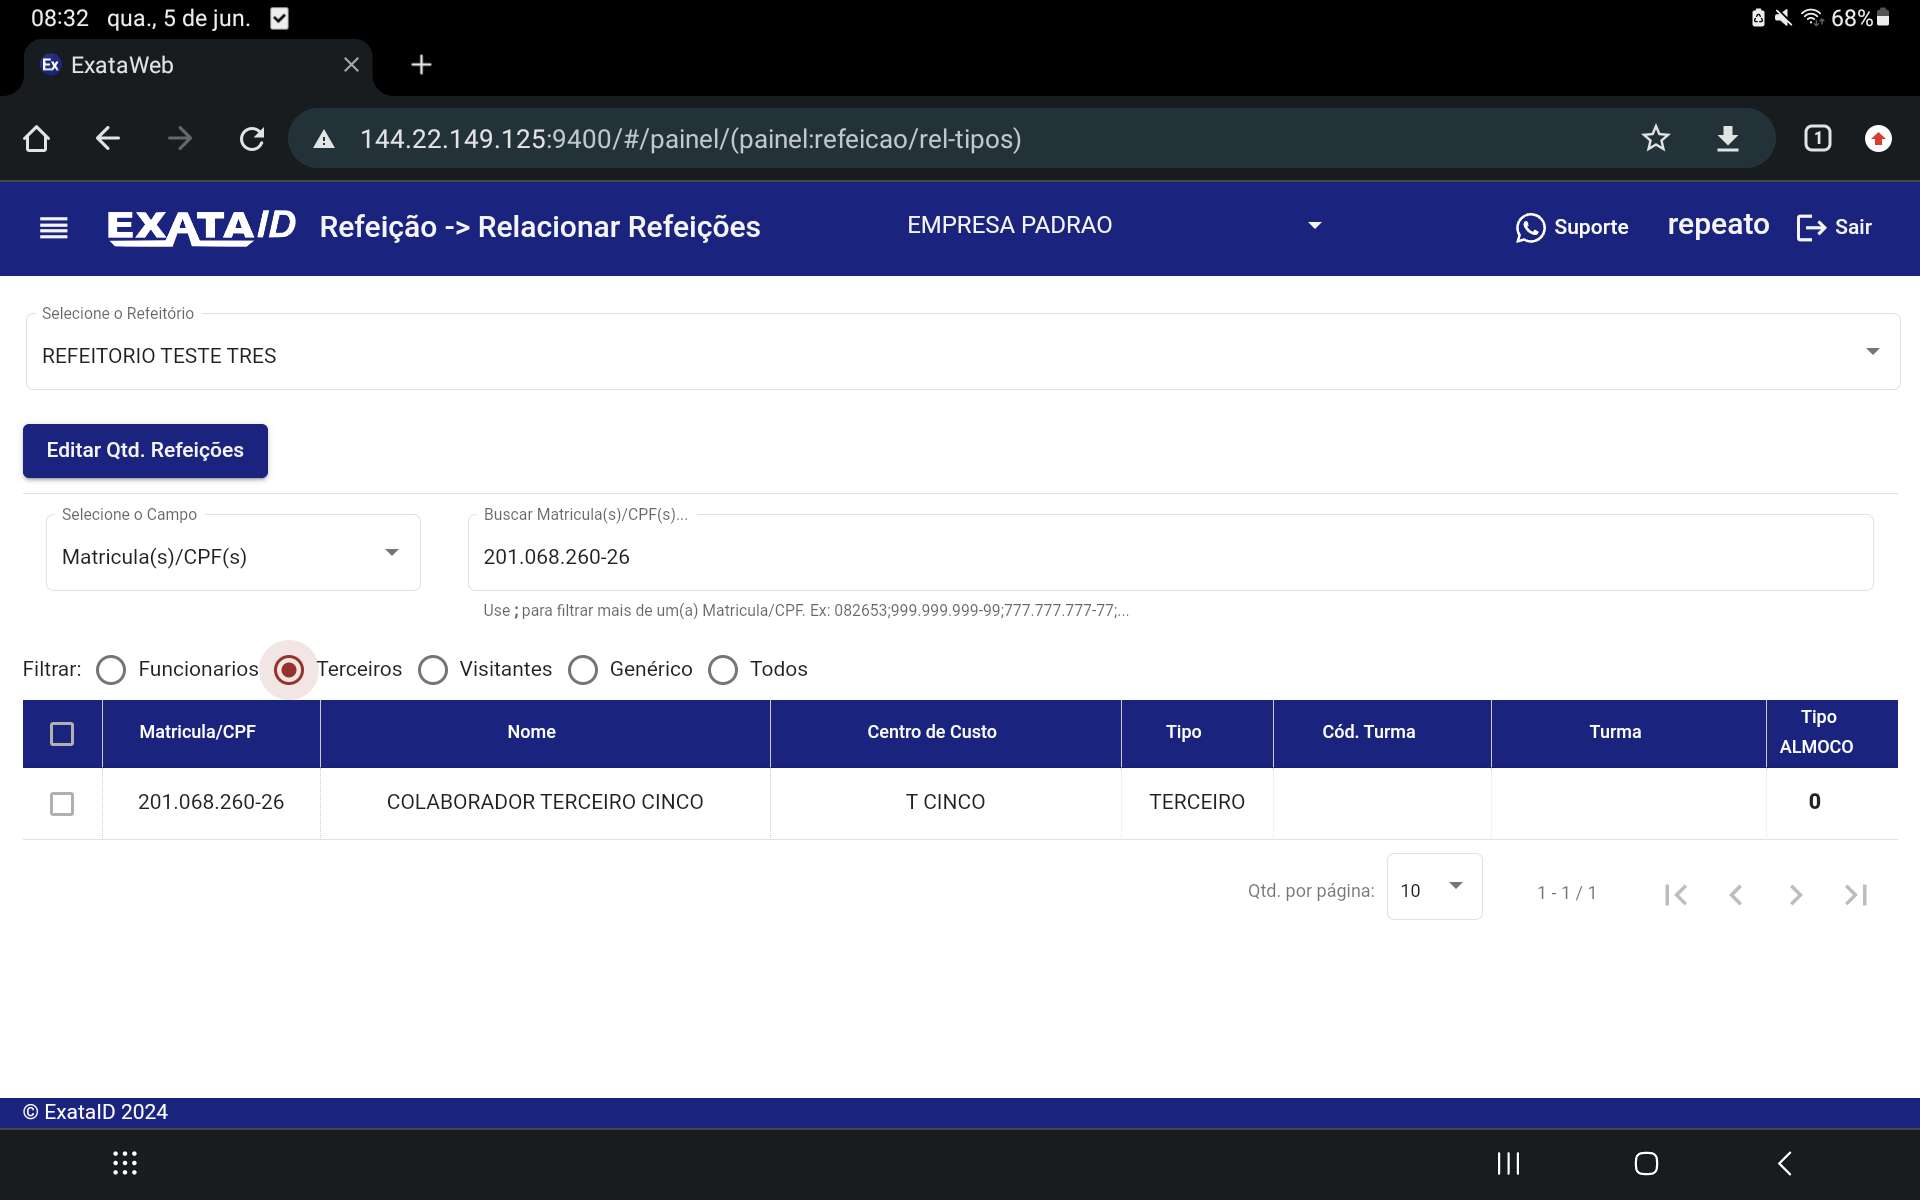 08:32 qua., 5 de jun. 68%
Ex ExataWeb
144.22.149.125:9400/#/painel/(painel:refeicao/rel-tipos) 1
EXATAID Refeição -> Relacionar Refeições EMPRESA PADRAO Suporte repeato Sair
Selecione o Refeitório
REFEITORIO TESTE TRES
Editar Qtd. Refeições
Selecione o Campo Buscar Matricula(s)/CPF(s)...
Matricula(s)/CPF(s) 201.068.260-26
Use ; para filtrar mais de um(a) Matricula/CPF. Ex: 082653;999.999.999-99;777.777.777-77;...
Filtrar: Funcionarios Terceiros Visitantes Genérico Todos
Matricula/CPF Nome Centro de Custo Tipo Cód. Turma Turma Tipo
ALMOCO
201.068.260-26 COLABORADOR TERCEIRO CINCO T CINCO TERCEIRO 0
Qtd. por página: 10 1 - 1 / 1
© ExataID 2024